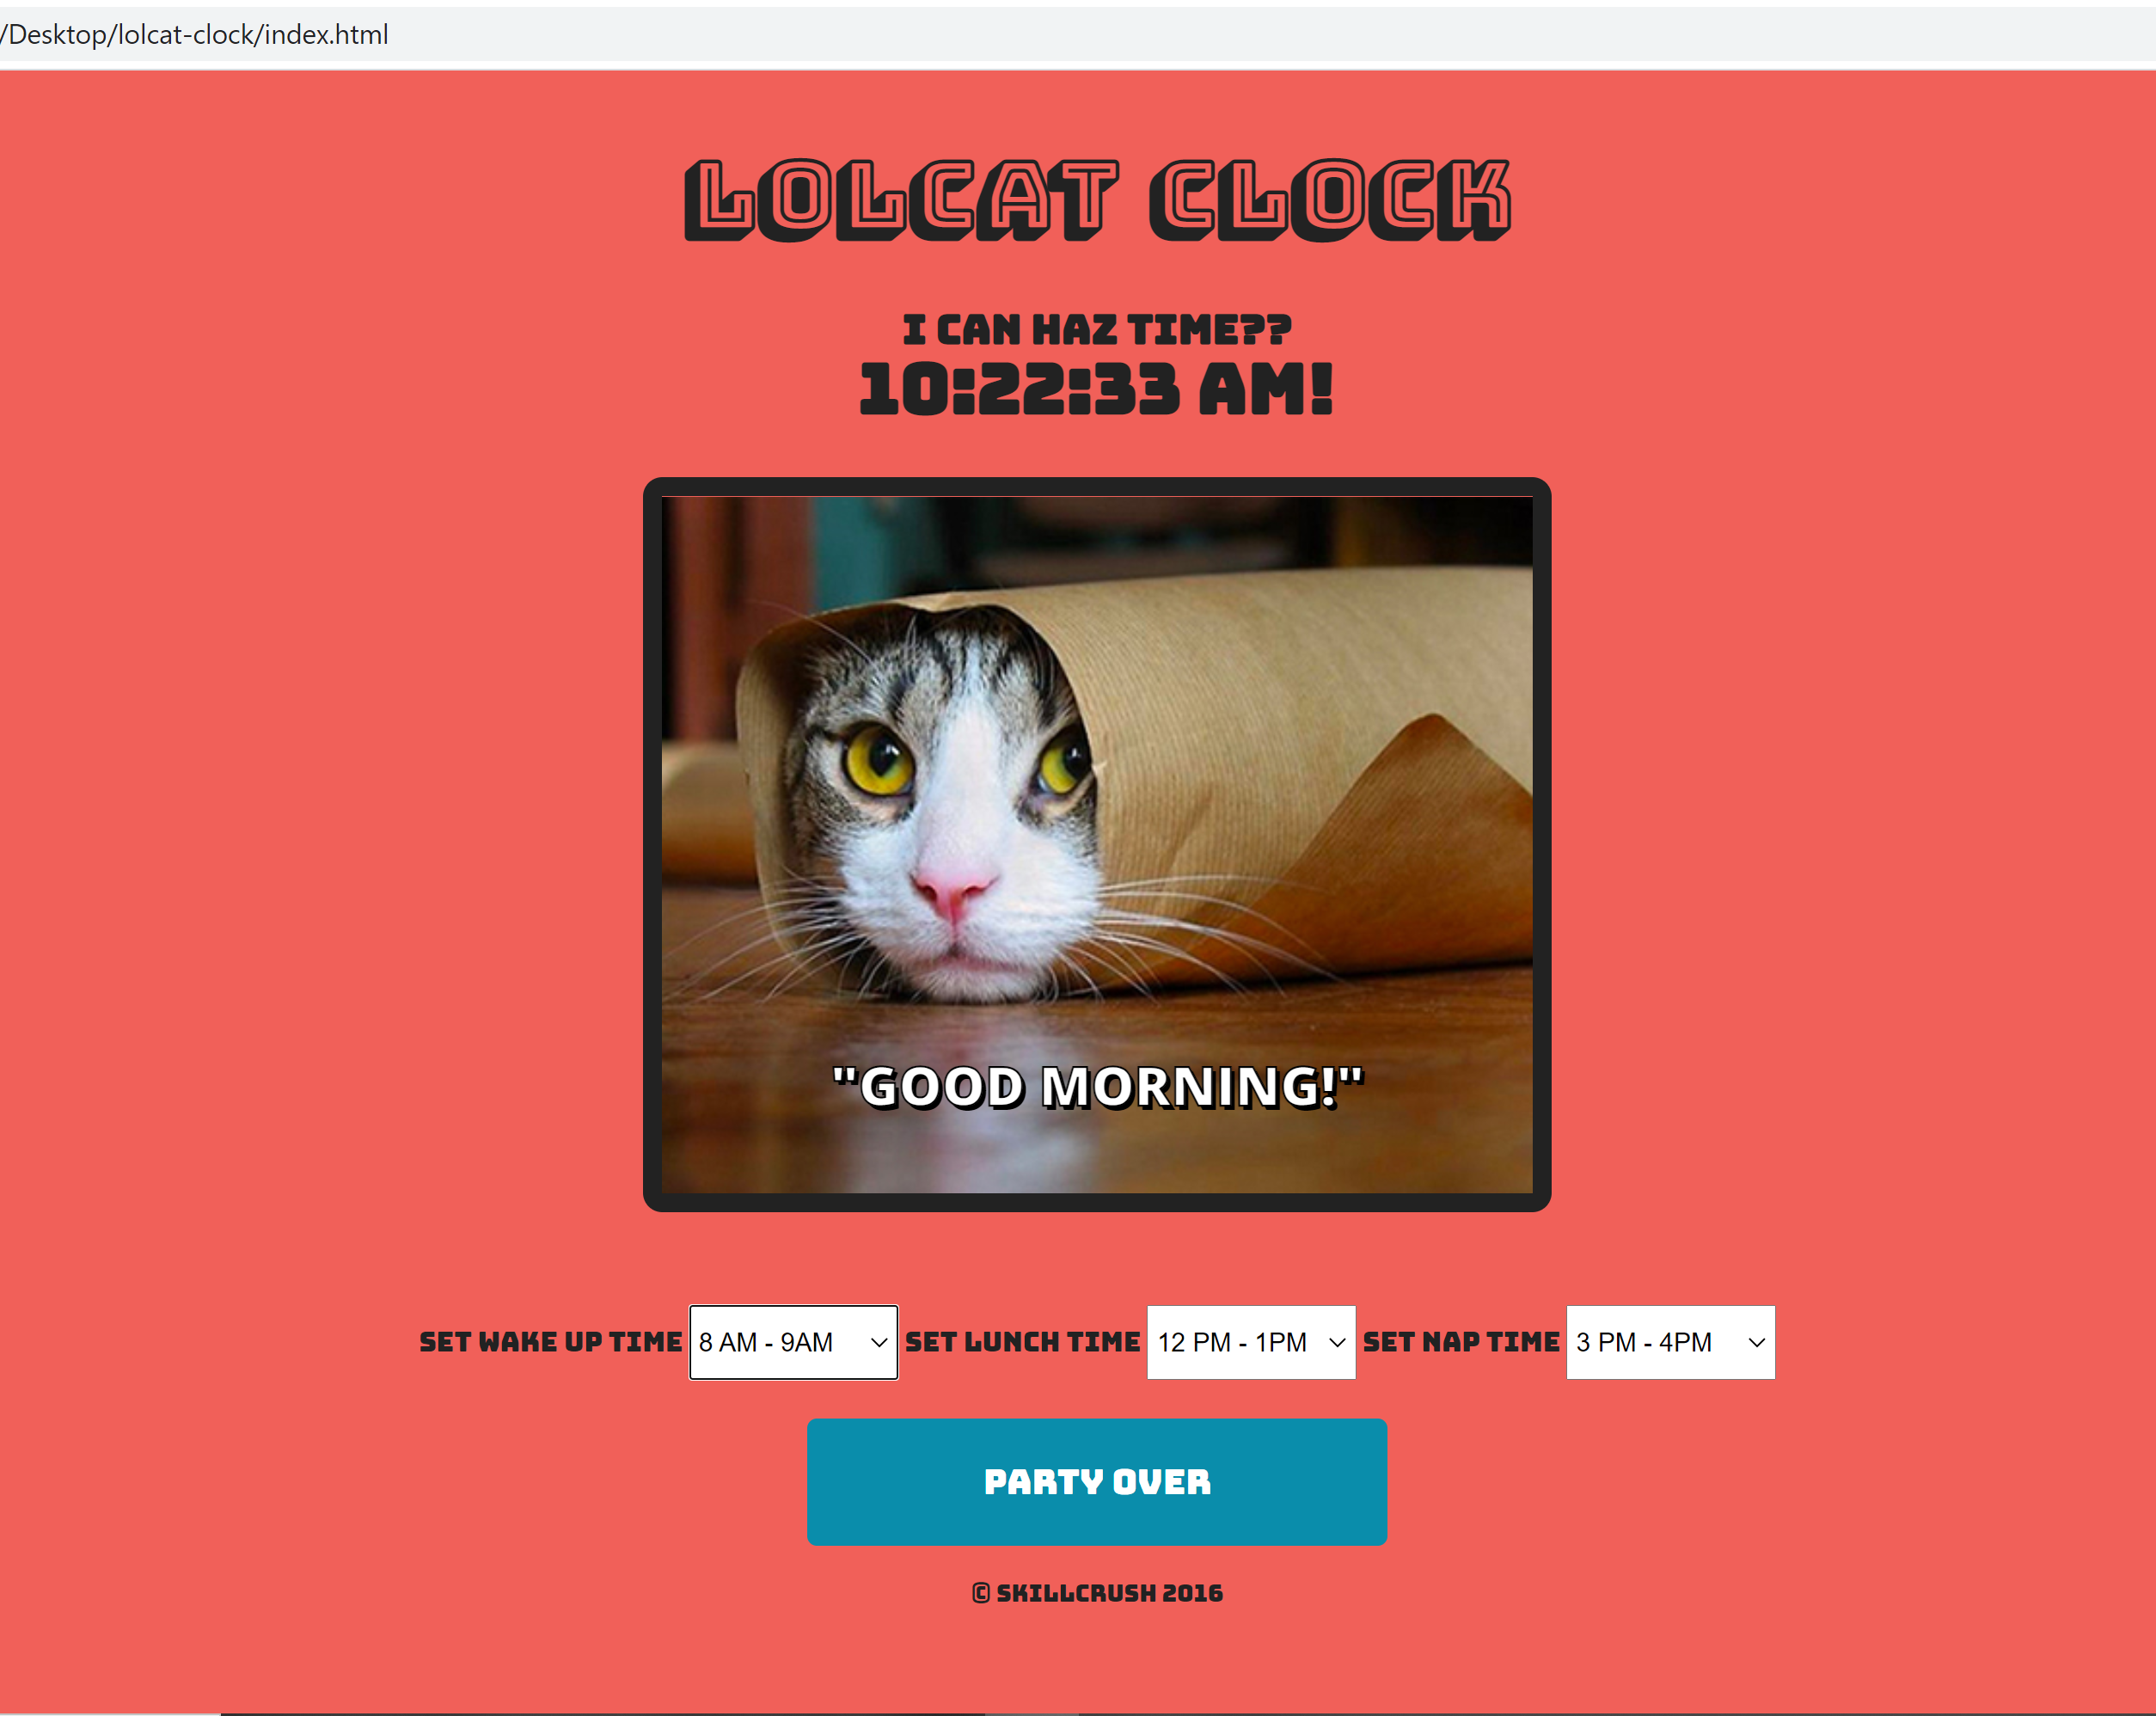 /Desktop/lolcat-clock/index.html
LOLCAT CLOCK
I CAN HAZ TIME??
10:22:33 AM!
"GOOD MORNING!"
SET WAKE UP TIME 8 AM - 9AM SET LUNCH TIME 12 PM - 1PM SET NAP TIME 3 PM - 4PM
PARTY OVER
© SKILLCRUSH 2016